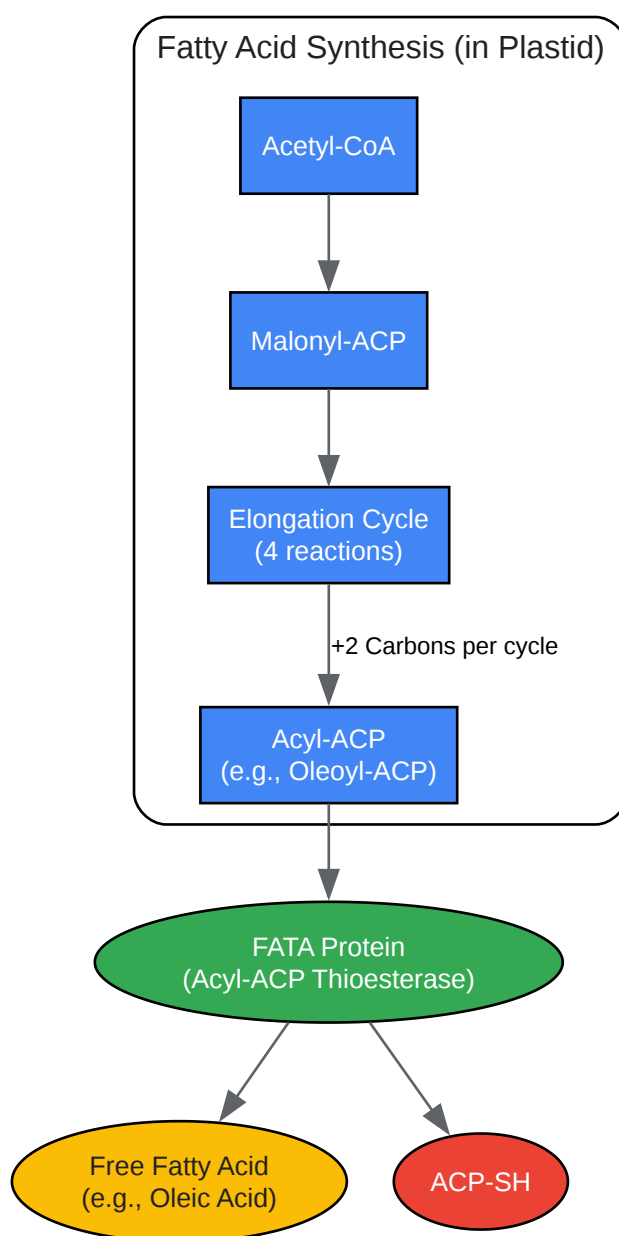 Fatty Acid Synthesis (in Plastid)
Acetyl-CoA
Malonyl-ACP
Elongation Cycle
(4 reactions)
+2 Carbons per cycle
Acyl-ACP
(e.g., Oleoyl-ACP)
FATA Protein
(Acyl-ACP Thioesterase)
Free Fatty Acid
(e.g., Oleic Acid)
ACP-SH